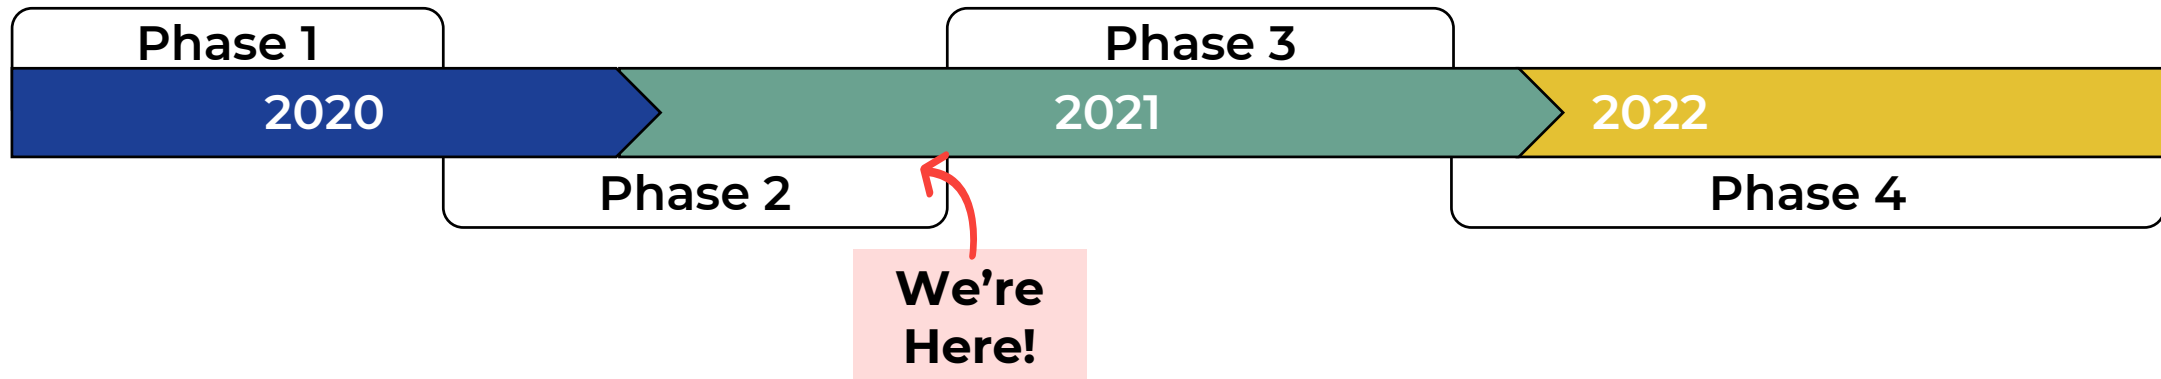 Phase 1
Phase 3
2020
2021
2022
Phase 2
Phase 4
We’re
Here!